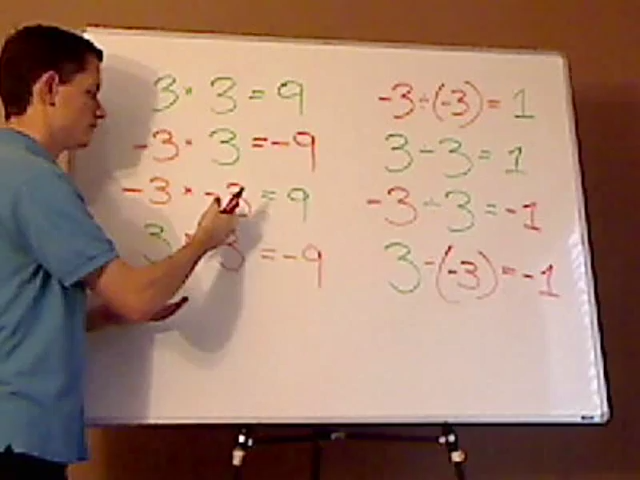 3 · 3 = 9
-3 · 3 = -9
-3 · -3 = 9
3 · -3 = -9
-3 ÷ (-3) = 1
3 ÷ 3 = 1
-3 ÷ 3 = -1
3 ÷ (-3) = -1